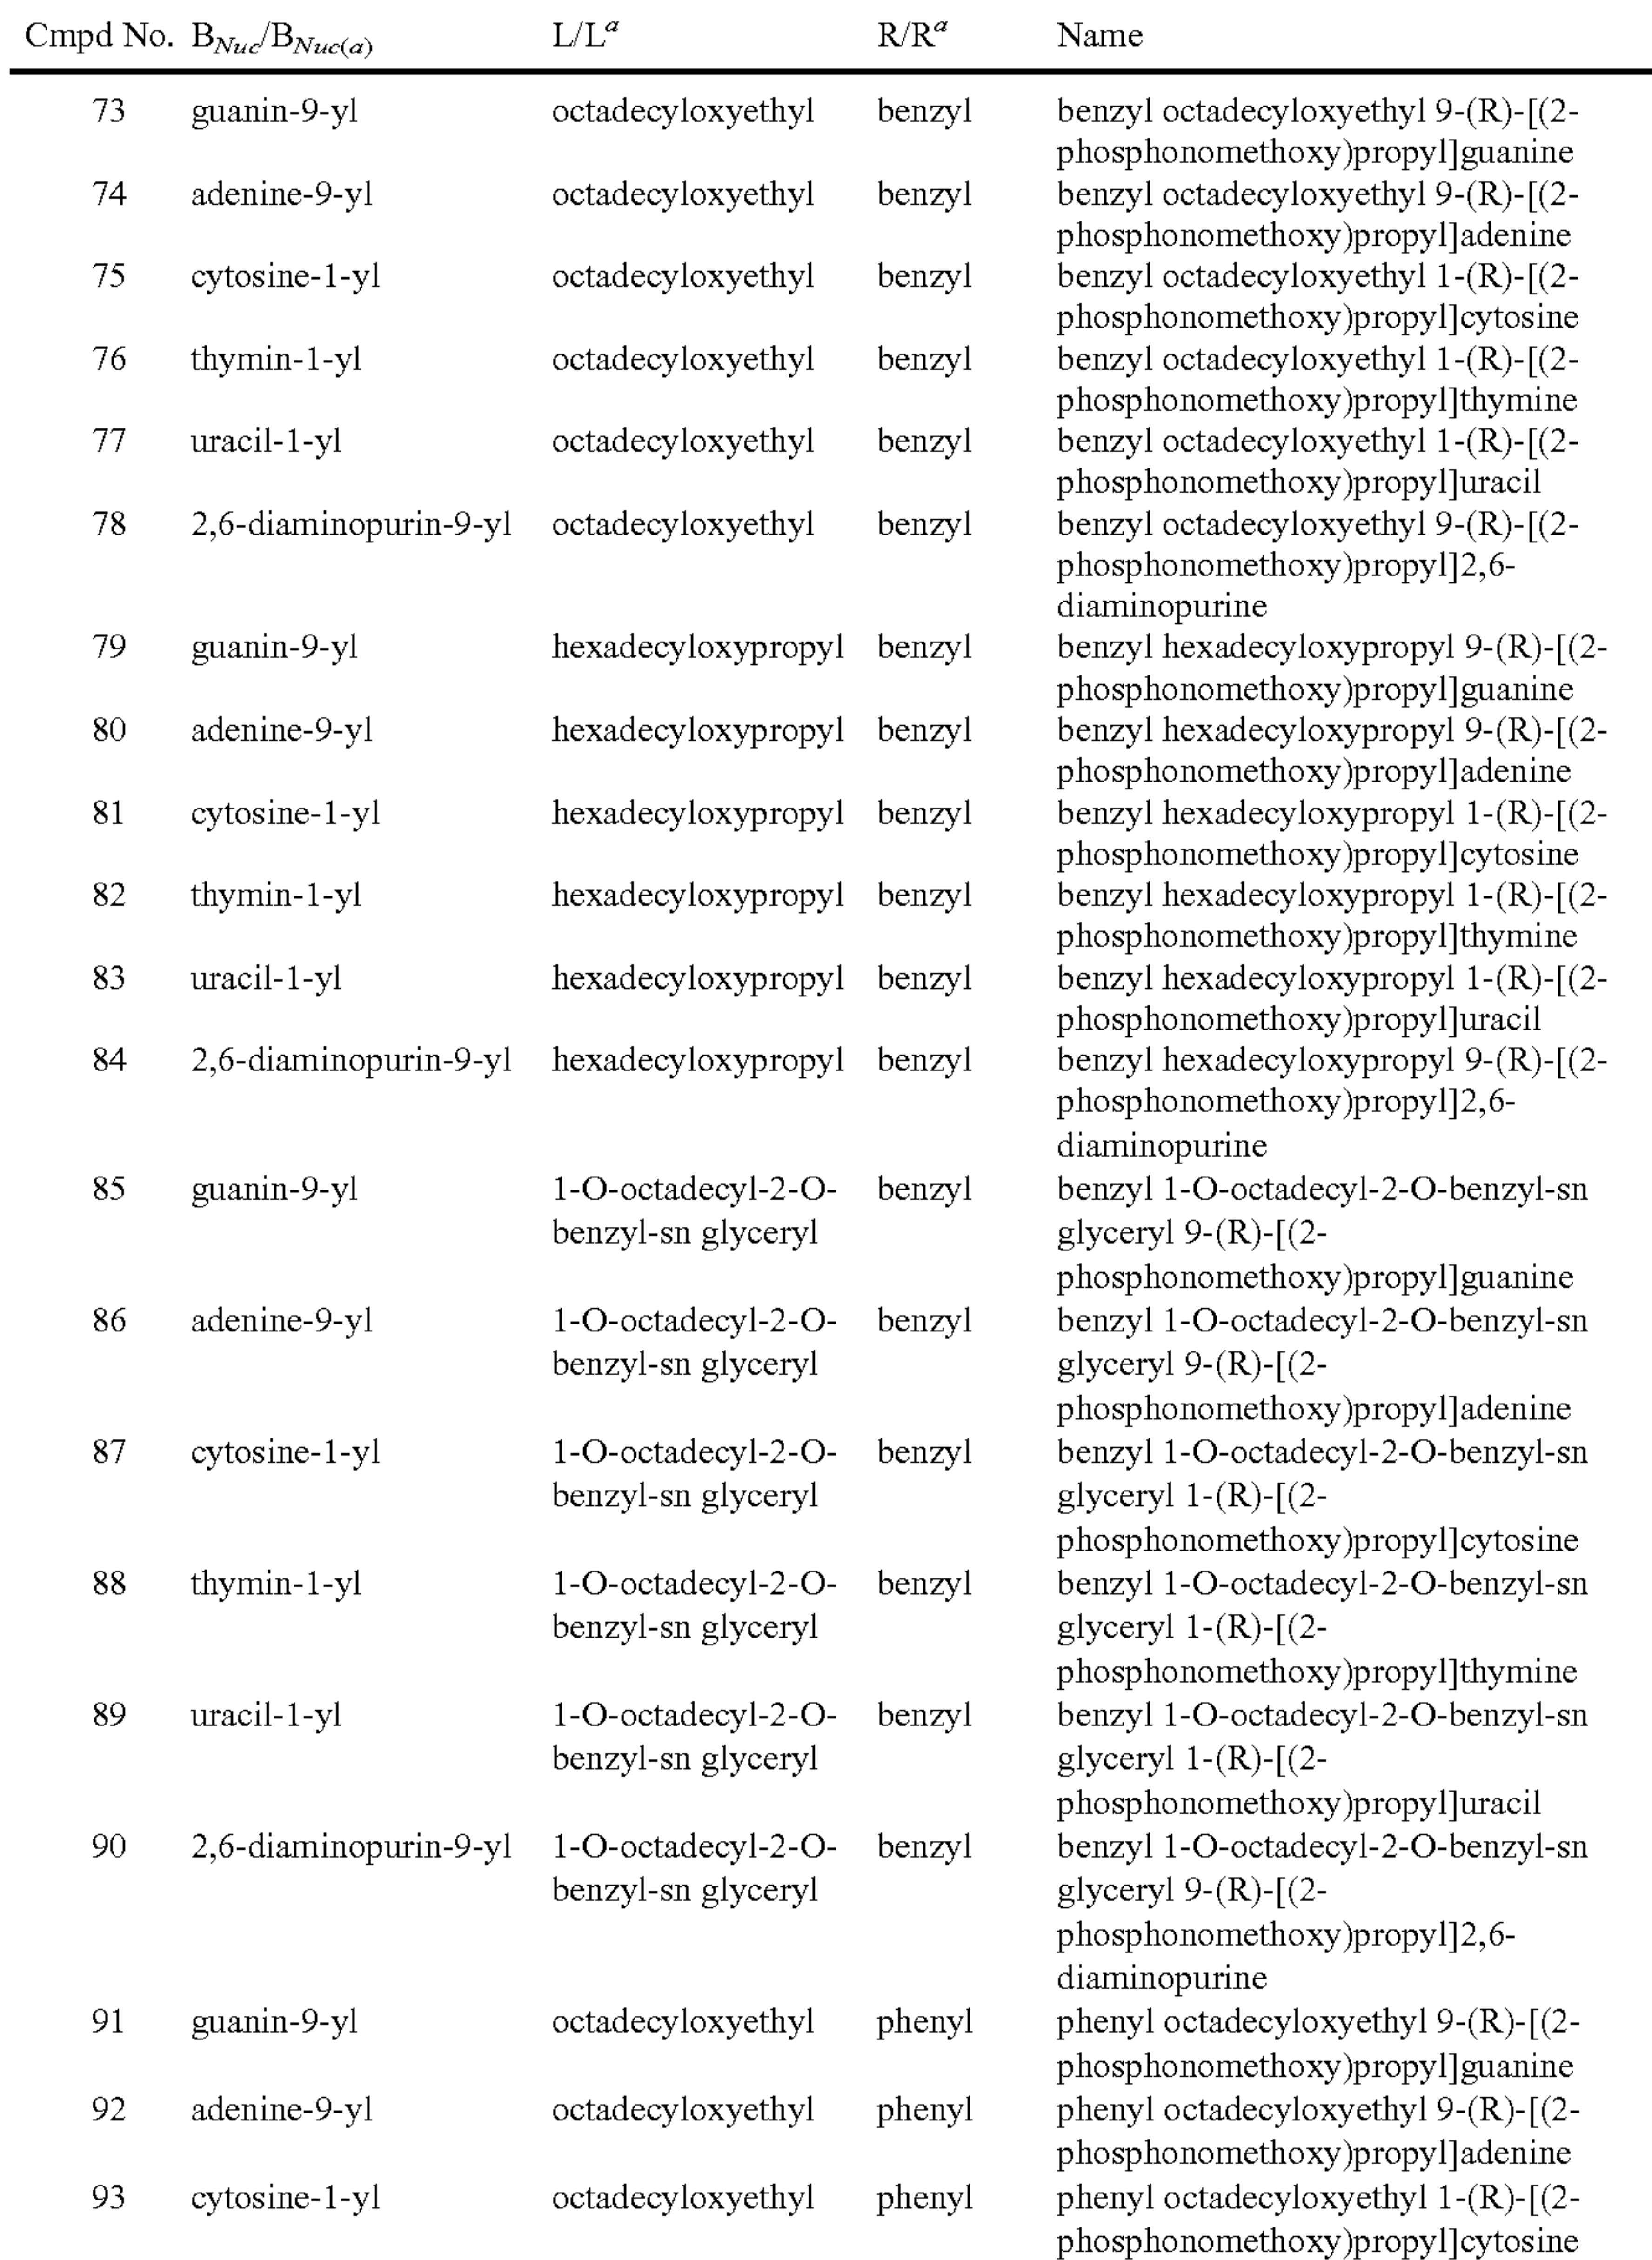 Cmpd No. B_Nuc/B_Nuc(a) L/L^a R/R^a Name
73 guanin-9-yl octadecyloxyethyl benzyl benzyl octadecyloxyethyl 9-(R)-[(2-
phosphonomethoxy)propyl]guanine
74 adenine-9-yl octadecyloxyethyl benzyl benzyl octadecyloxyethyl 9-(R)-[(2-
phosphonomethoxy)propyl]adenine
75 cytosine-1-yl octadecyloxyethyl benzyl benzyl octadecyloxyethyl 1-(R)-[(2-
phosphonomethoxy)propyl]cytosine
76 thymin-1-yl octadecyloxyethyl benzyl benzyl octadecyloxyethyl 1-(R)-[(2-
phosphonomethoxy)propyl]thymine
77 uracil-1-yl octadecyloxyethyl benzyl benzyl octadecyloxyethyl 1-(R)-[(2-
phosphonomethoxy)propyl]uracil
78 2,6-diaminopurin-9-yl octadecyloxyethyl benzyl benzyl octadecyloxyethyl 9-(R)-[(2-
phosphonomethoxy)propyl]2,6-
diaminopurine
79 guanin-9-yl hexadecyloxypropyl benzyl benzyl hexadecyloxypropyl 9-(R)-[(2-
phosphonomethoxy)propyl]guanine
80 adenine-9-yl hexadecyloxypropyl benzyl benzyl hexadecyloxypropyl 9-(R)-[(2-
phosphonomethoxy)propyl]adenine
81 cytosine-1-yl hexadecyloxypropyl benzyl benzyl hexadecyloxypropyl 1-(R)-[(2-
phosphonomethoxy)propyl]cytosine
82 thymin-1-yl hexadecyloxypropyl benzyl benzyl hexadecyloxypropyl 1-(R)-[(2-
phosphonomethoxy)propyl]thymine
83 uracil-1-yl hexadecyloxypropyl benzyl benzyl hexadecyloxypropyl 1-(R)-[(2-
phosphonomethoxy)propyl]uracil
84 2,6-diaminopurin-9-yl hexadecyloxypropyl benzyl benzyl hexadecyloxypropyl 9-(R)-[(2-
phosphonomethoxy)propyl]2,6-
diaminopurine
85 guanin-9-yl 1-O-octadecyl-2-O- benzyl benzyl 1-O-octadecyl-2-O-benzyl-sn
benzyl-sn glyceryl glyceryl 9-(R)-[(2-
phosphonomethoxy)propyl]guanine
86 adenine-9-yl 1-O-octadecyl-2-O- benzyl benzyl 1-O-octadecyl-2-O-benzyl-sn
benzyl-sn glyceryl glyceryl 9-(R)-[(2-
phosphonomethoxy)propyl]adenine
87 cytosine-1-yl 1-O-octadecyl-2-O- benzyl benzyl 1-O-octadecyl-2-O-benzyl-sn
benzyl-sn glyceryl glyceryl 1-(R)-[(2-
phosphonomethoxy)propyl]cytosine
88 thymin-1-yl 1-O-octadecyl-2-O- benzyl benzyl 1-O-octadecyl-2-O-benzyl-sn
benzyl-sn glyceryl glyceryl 1-(R)-[(2-
phosphonomethoxy)propyl]thymine
89 uracil-1-yl 1-O-octadecyl-2-O- benzyl benzyl 1-O-octadecyl-2-O-benzyl-sn
benzyl-sn glyceryl glyceryl 1-(R)-[(2-
phosphonomethoxy)propyl]uracil
90 2,6-diaminopurin-9-yl 1-O-octadecyl-2-O- benzyl benzyl 1-O-octadecyl-2-O-benzyl-sn
benzyl-sn glyceryl glyceryl 9-(R)-[(2-
phosphonomethoxy)propyl]2,6-
diaminopurine
91 guanin-9-yl octadecyloxyethyl phenyl phenyl octadecyloxyethyl 9-(R)-[(2-
phosphonomethoxy)propyl]guanine
92 adenine-9-yl octadecyloxyethyl phenyl phenyl octadecyloxyethyl 9-(R)-[(2-
phosphonomethoxy)propyl]adenine
93 cytosine-1-yl octadecyloxyethyl phenyl phenyl octadecyloxyethyl 1-(R)-[(2-
phosphonomethoxy)propyl]cytosine